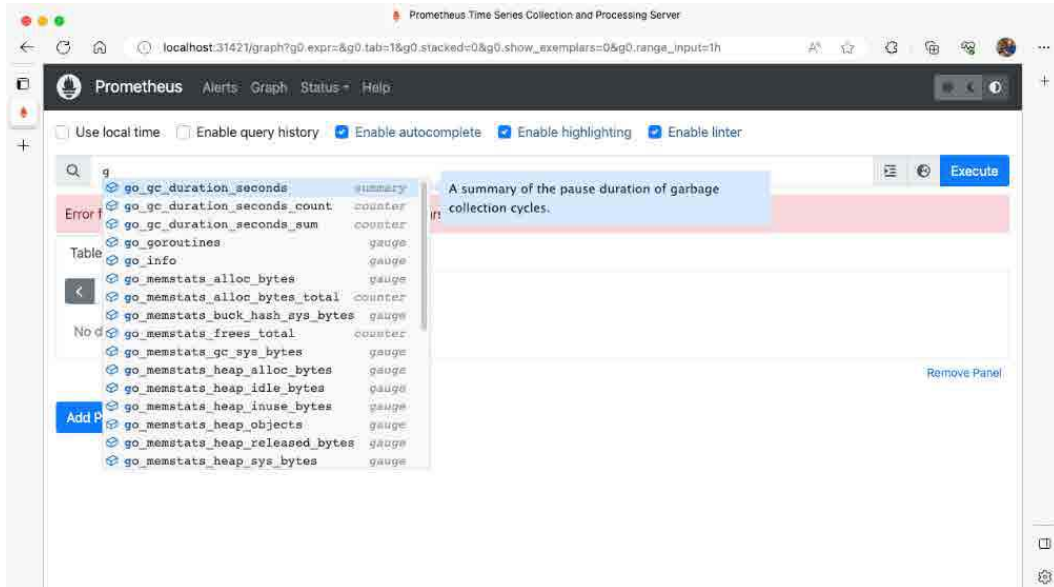 Prometheus Time Series Collection and Processing Server
localhost:31421/graph?g0.expr=&g0.tab=1&g0.stacked=0&g0.show_exemplars=0&g0.range_input=1h
Prometheus Alerts Graph Status Help
Use local time Enable query history Enable autocomplete Enable highlighting Enable linter
g
Execute
go_gc_duration_seconds summary
A summary of the pause duration of garbage
collection cycles.
go_gc_duration_seconds_count counter
Error
go_gc_duration_seconds_sum counter
go_goroutines gauge
Table
go_info gauge
go_memstats_alloc_bytes gauge
go_memstats_alloc_bytes_total counter
go_memstats_buck_hash_sys_bytes gauge
No
go_memstats_frees_total counter
go_memstats_gc_sys_bytes gauge
go_memstats_heap_alloc_bytes gauge
Remove Panel
go_memstats_heap_idle_bytes gauge
go_memstats_heap_inuse_bytes gauge
Add
go_memstats_heap_objects gauge
go_memstats_heap_released_bytes gauge
go_memstats_heap_sys_bytes gauge